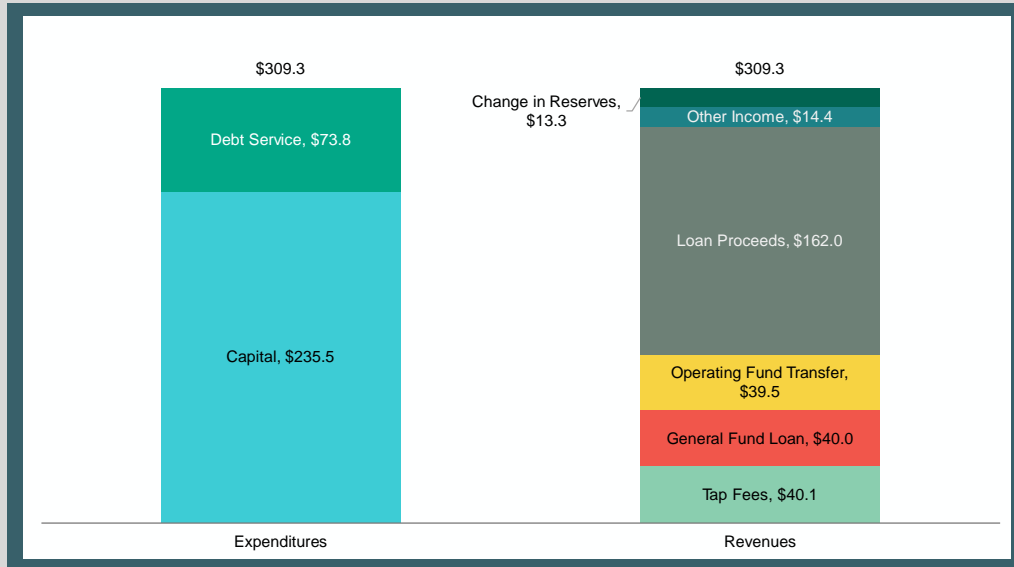 $309.3
Debt Service, $73.8
Capital, $235.5
Expenditures
$309.3
Change in Reserves,
$13.3
Other Income, $14.4
Loan Proceeds, $162.0
Operating Fund Transfer,
$39.5
General Fund Loan, $40.0
Tap Fees, $40.1
Revenues